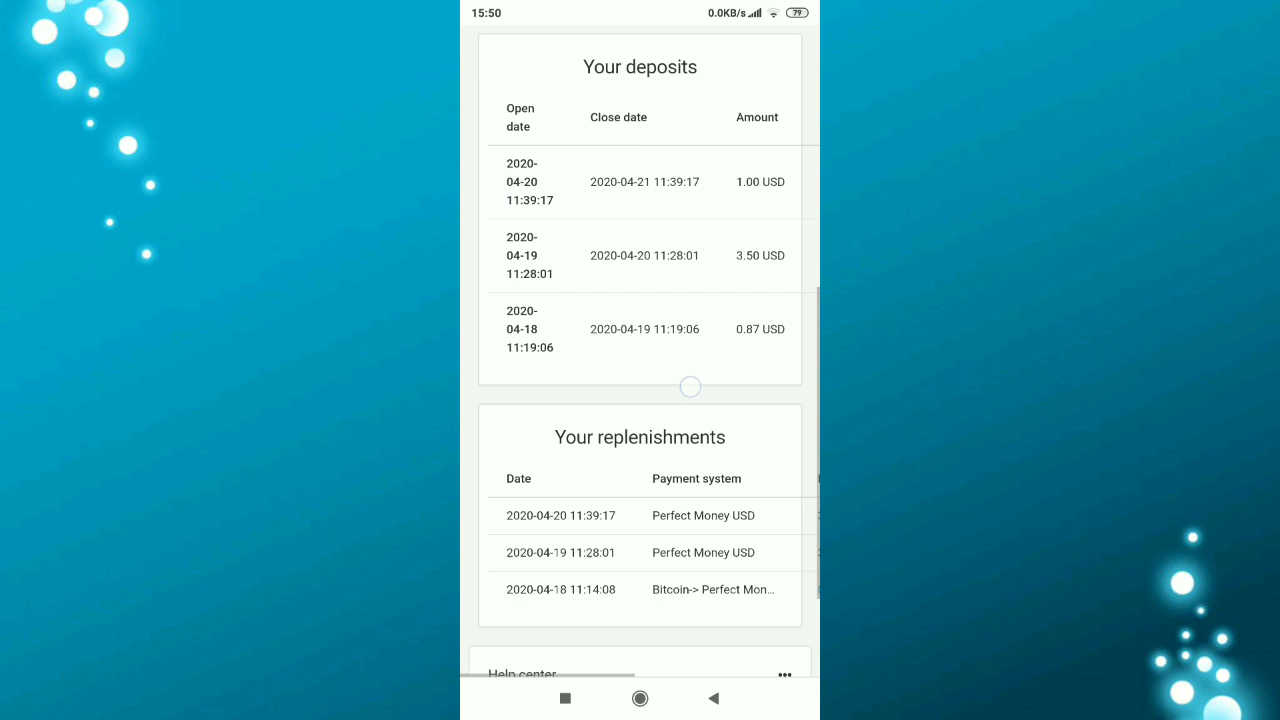 15:50
0.0KB/s
79
Your deposits
Open
date
Close date
Amount
2020-
04-20
11:39:17
2020-04-21 11:39:17
1.00 USD
2020-
04-19
11:28:01
2020-04-20 11:28:01
3.50 USD
2020-
04-18
11:19:06
2020-04-19 11:19:06
0.87 USD
Your replenishments
Date
Payment system
2020-04-20 11:39:17
Perfect Money USD
2020-04-19 11:28:01
Perfect Money USD
2020-04-18 11:14:08
Bitcoin-> Perfect Mon...
Help center